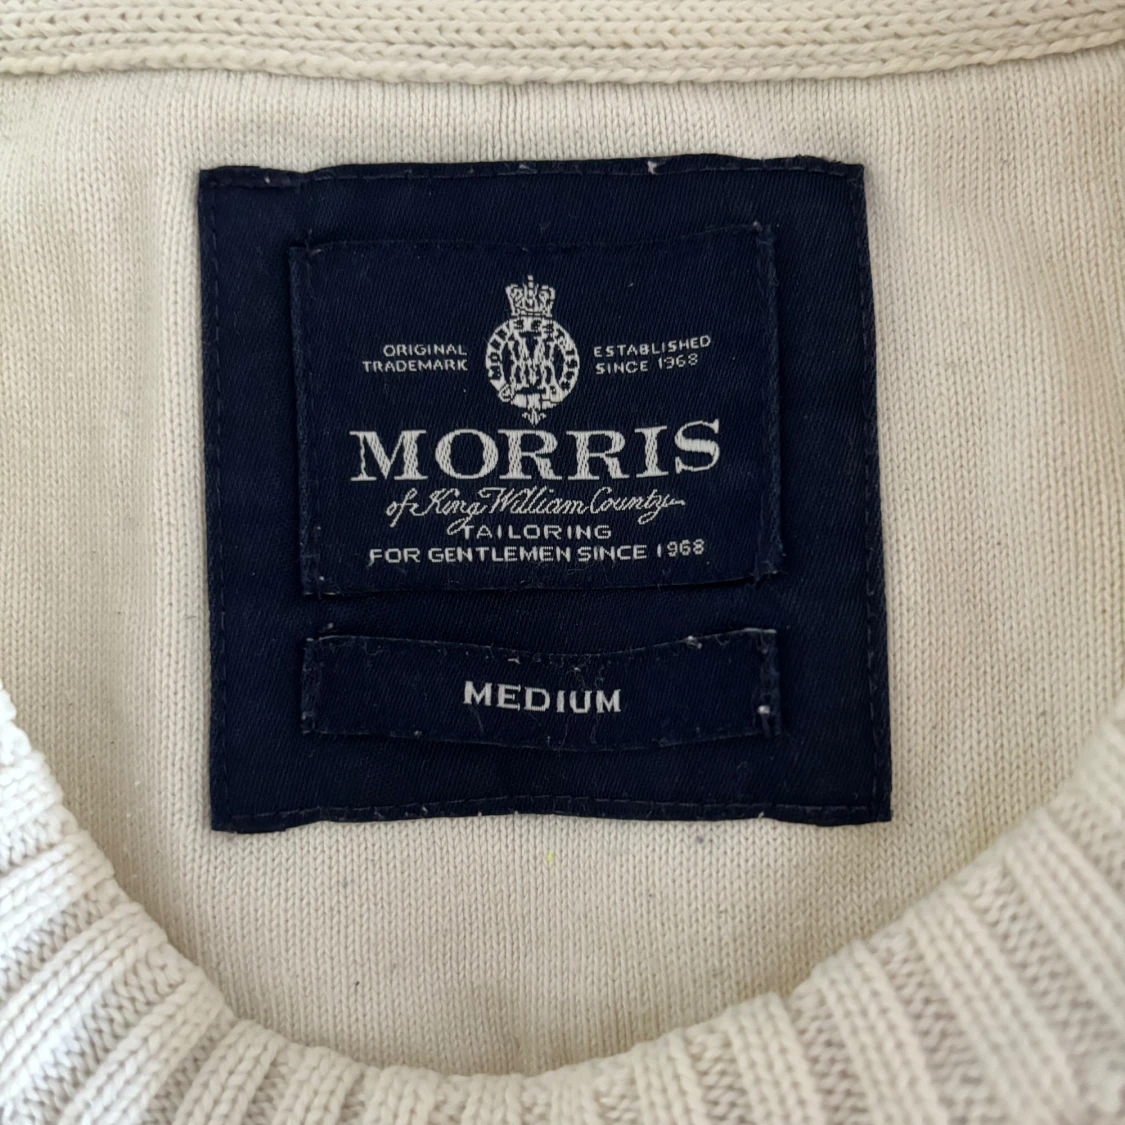 ORIGINAL TRADEMARK
ESTABLISHED SINCE 1968
MORRIS
of King William County
TAILORING
FOR GENTLEMEN SINCE 1968
MEDIUM